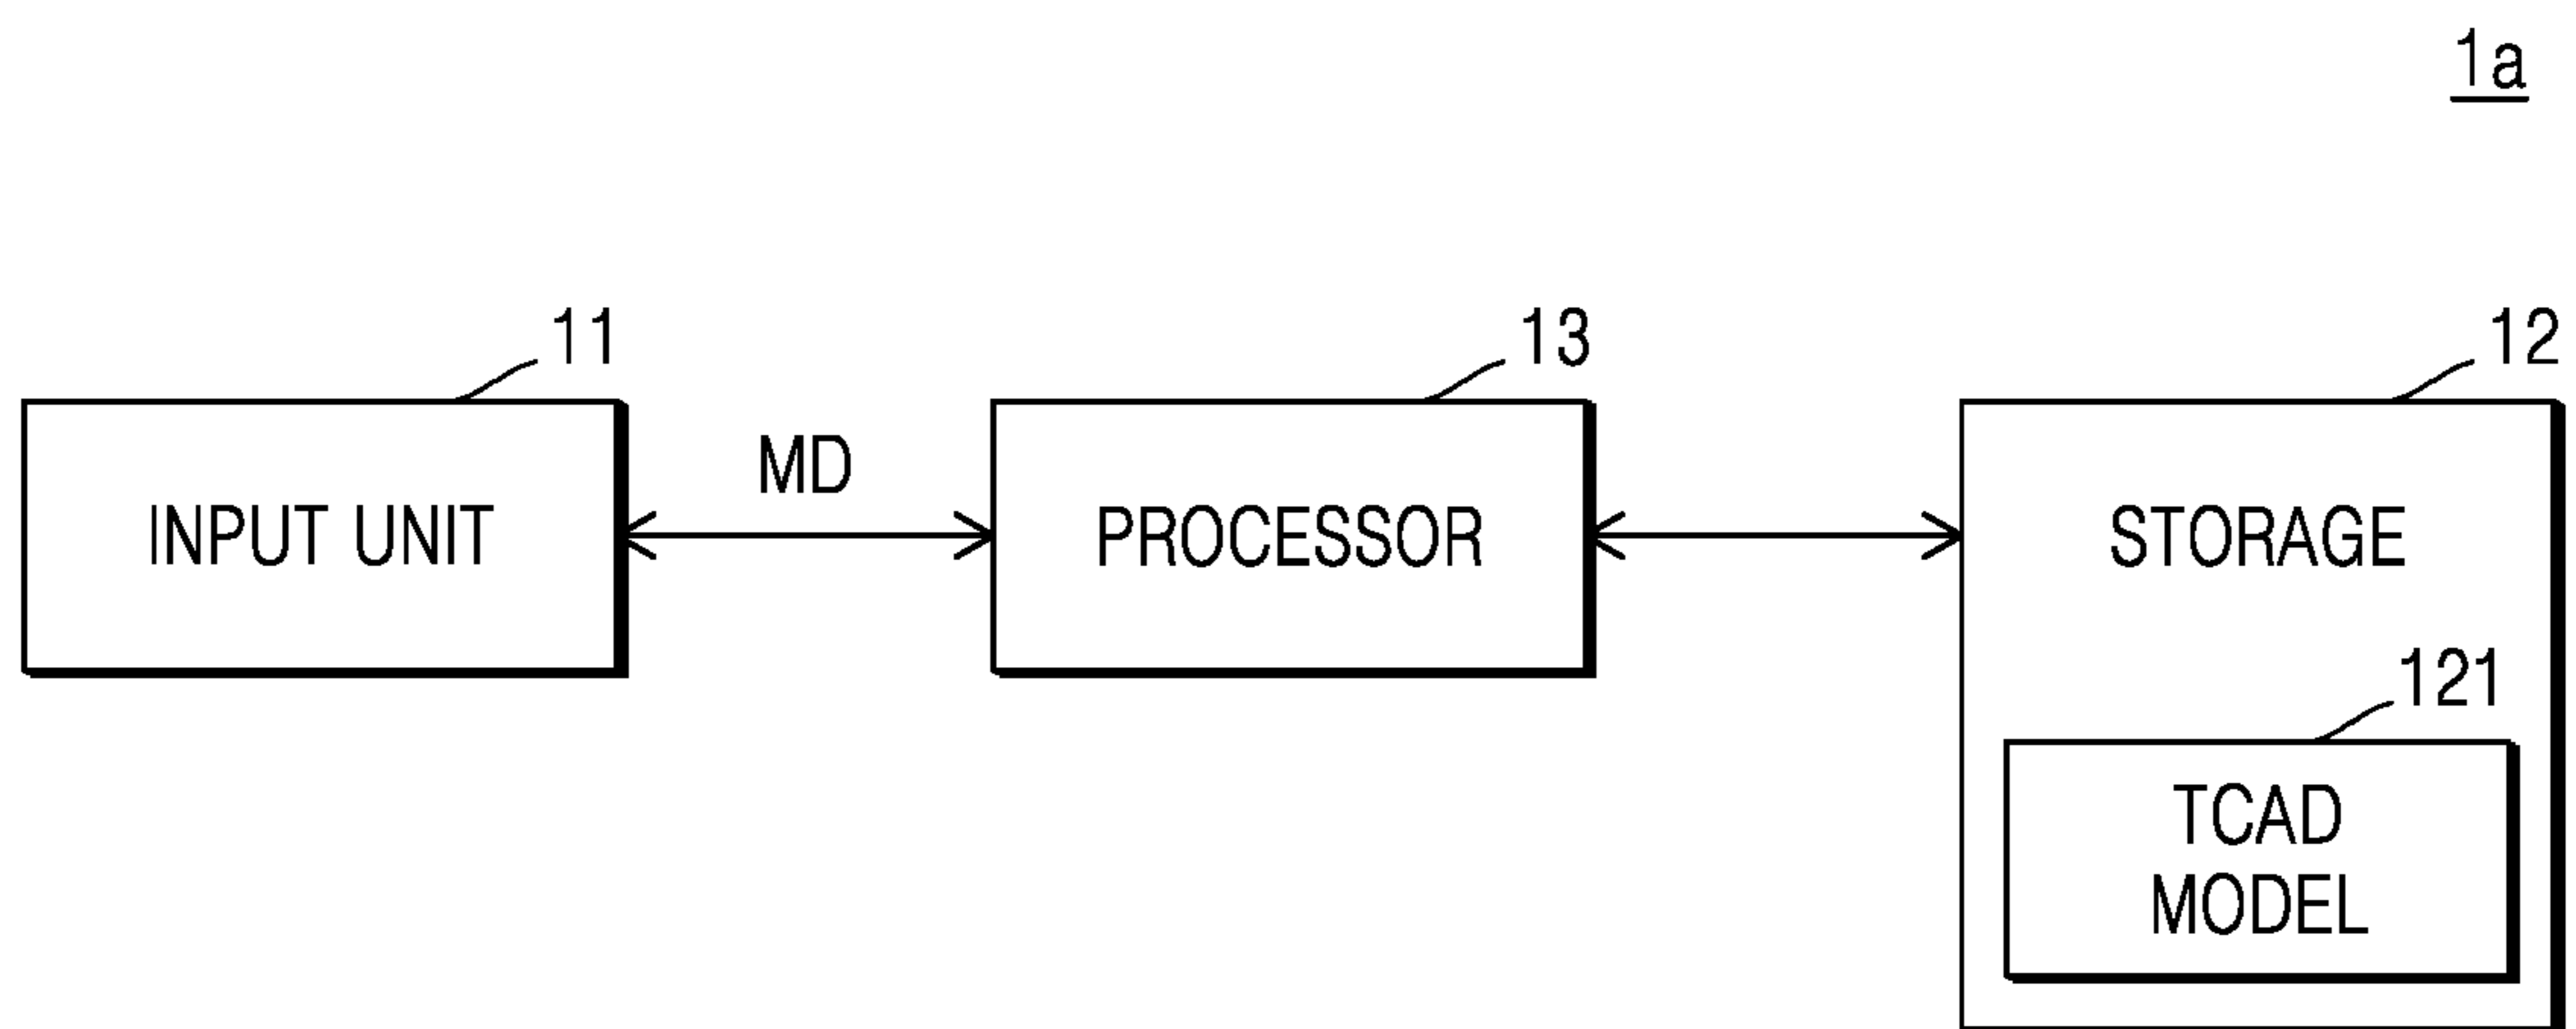 1a
11
13
12
MD
INPUT UNIT
PROCESSOR
STORAGE
121
TCAD
MODEL